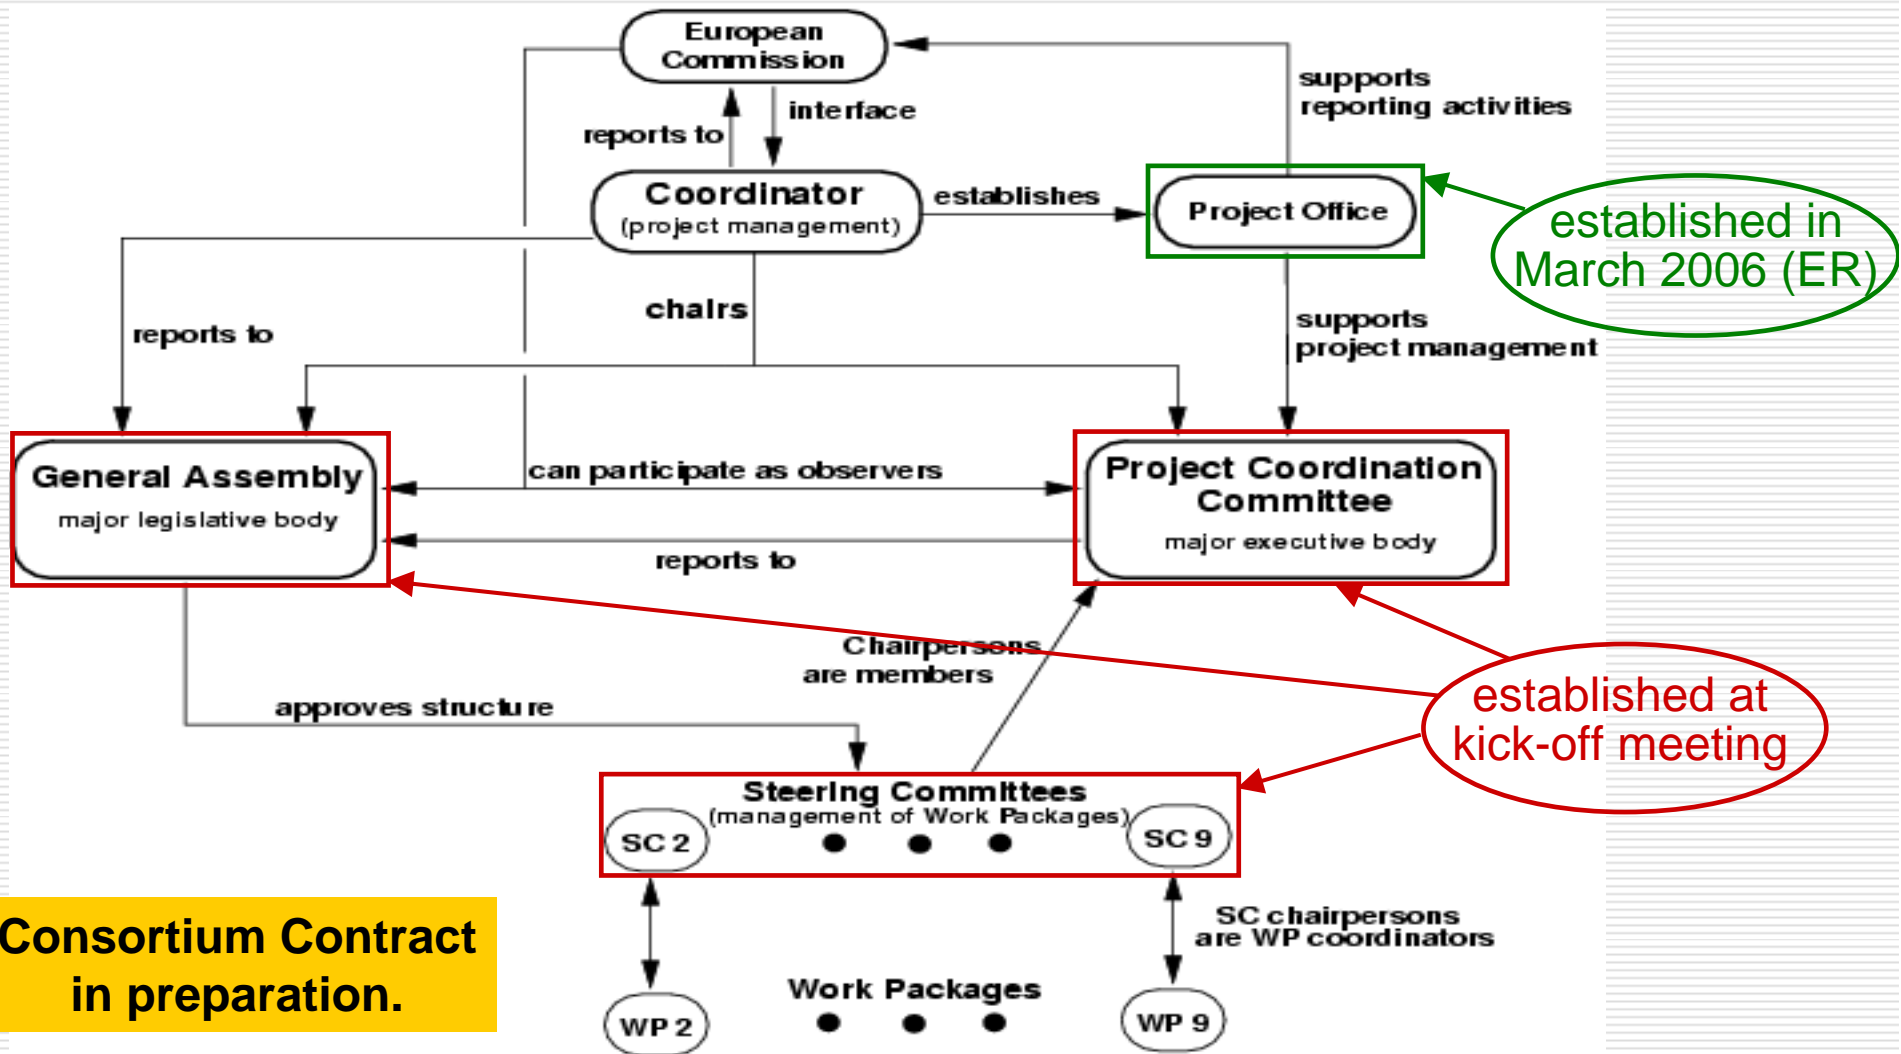 European
Commission
supports
reporting activities
interface
reports to
Coordinator
(project management)
establishes
Project Office
established in
March 2006 (ER)
chairs
reports to
supports
project management
General Assembly
major legislative body
can participate as observers
Project Coordination
Committee
major executive body
reports to
Chairpersons
are members
approves structure
established at
kick-off meeting
Steering Committees
(management of Work Packages)
SC 2
SC 9
SC chairpersons
are WP coordinators
Consortium Contract
in preparation.
Work Packages
WP 2
WP 9